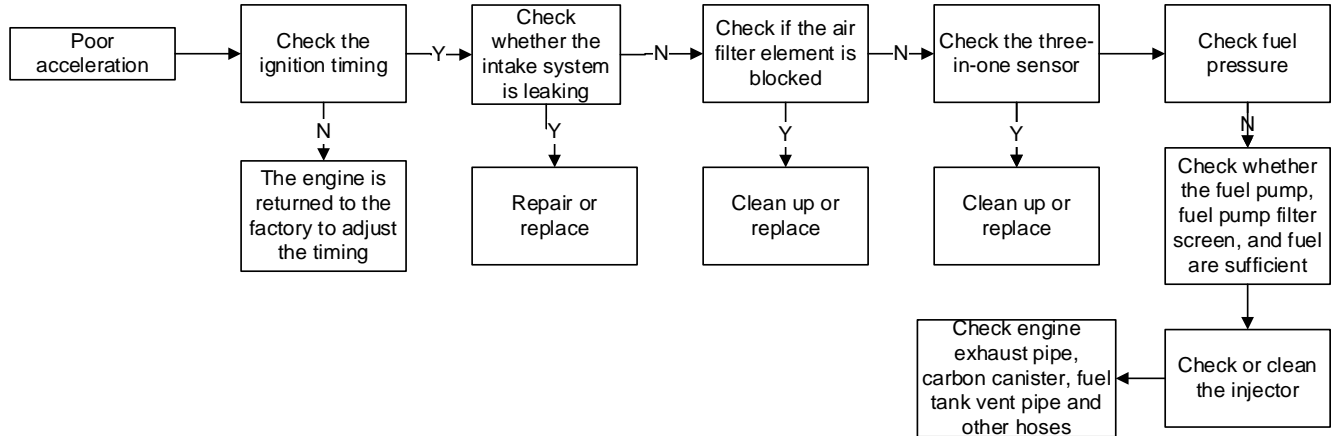 Poor
acceleration
Check the
ignition timing
Y
Check
whether the
intake system
is leaking
N
Check if the air
filter element is
blocked
N
Check the three-
in-one sensor
Check fuel
pressure
N
The engine is
returned to the
factory to adjust
the timing
Y
Repair or
replace
Y
Clean up or
replace
Y
Clean up or
replace
N
Check whether
the fuel pump,
fuel pump filter
screen, and fuel
are sufficient
Check or clean
the injector
Check engine
exhaust pipe,
carbon canister, fuel
tank vent pipe and
other hoses